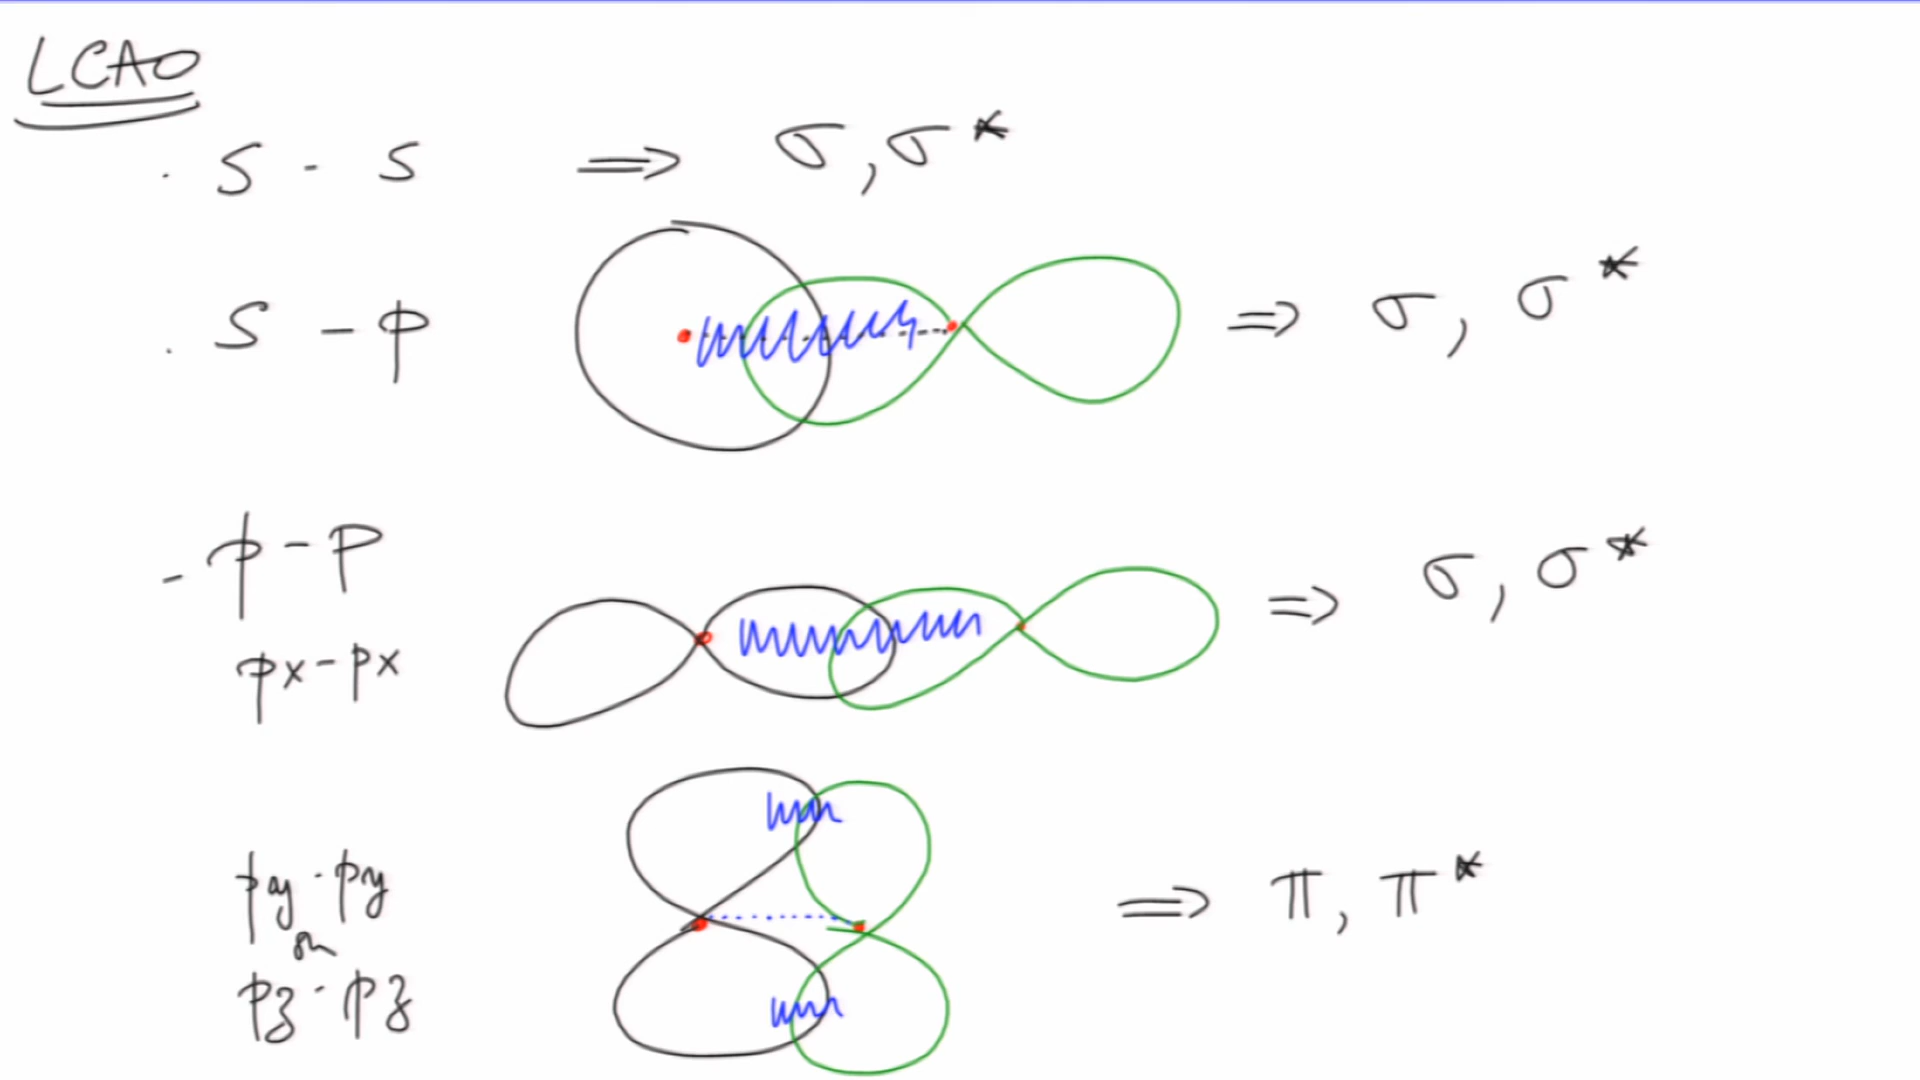 LCAO
. s - s ⇒ σ, σ*
. s - p ⇒ σ, σ*
- p - p ⇒ σ, σ*
px - px
py - py ⇒ π, π*
pz - pz